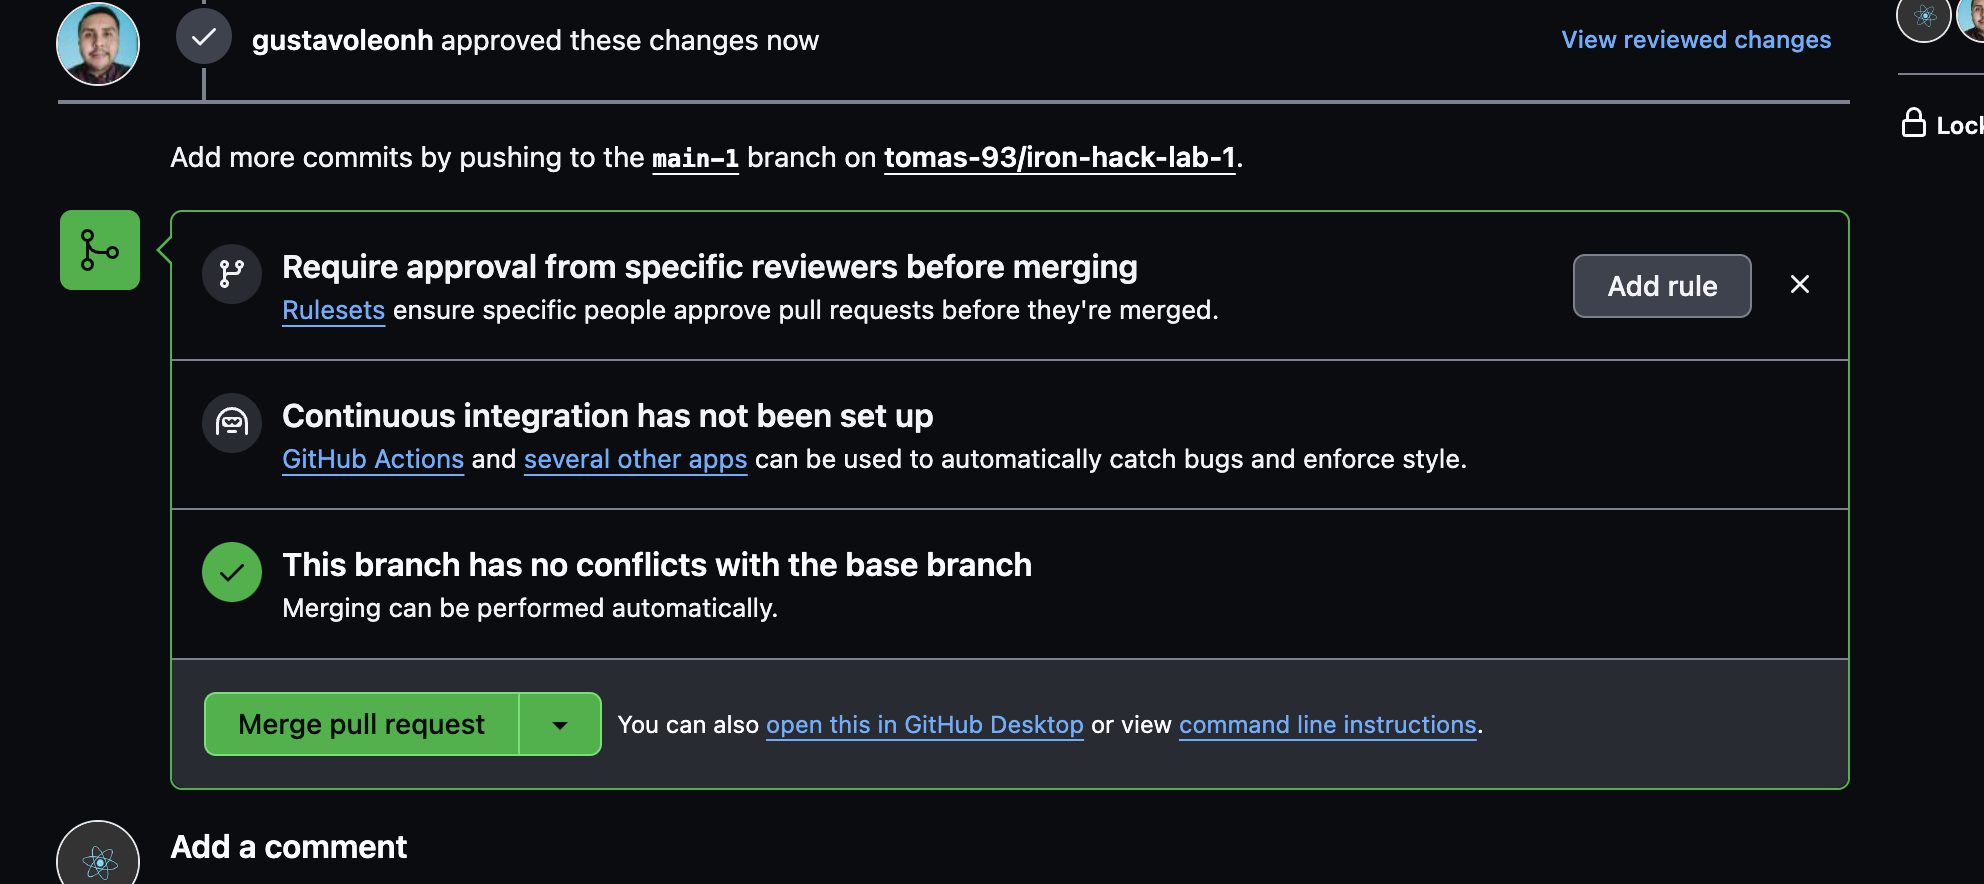 gustavoleonh approved these changes now
View reviewed changes
Add more commits by pushing to the main-1 branch on tomas-93/iron-hack-lab-1.
Require approval from specific reviewers before merging
Rulesets ensure specific people approve pull requests before they're merged.
Add rule
Continuous integration has not been set up
GitHub Actions and several other apps can be used to automatically catch bugs and enforce style.
This branch has no conflicts with the base branch
Merging can be performed automatically.
Merge pull request
You can also open this in GitHub Desktop or view command line instructions.
Add a comment